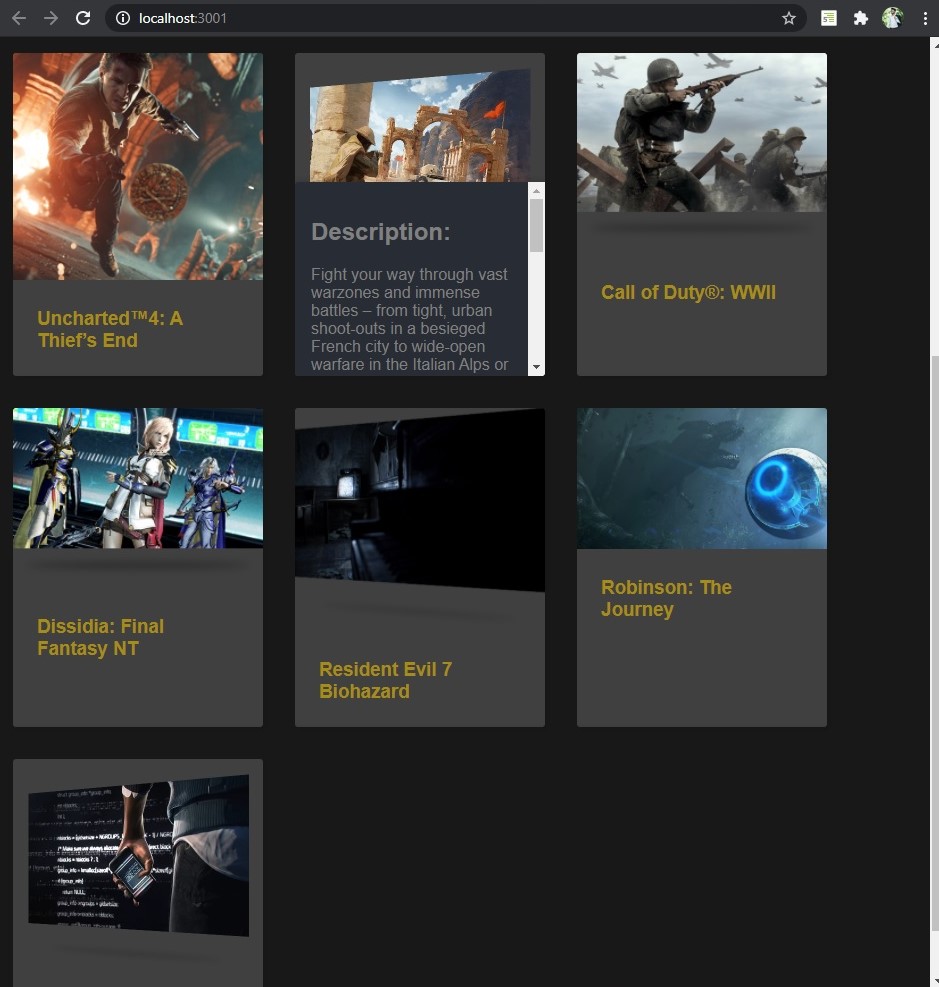 localhost:3001
Uncharted™4: A
Thief’s End
Description:
Fight your way through vast
warzones and immense
battles – from tight, urban
shoot-outs in a besieged
French city to wide-open
warfare in the Italian Alps or
Call of Duty®: WWII
Dissidia: Final
Fantasy NT
Resident Evil 7
Biohazard
Robinson: The
Journey
return NULL;